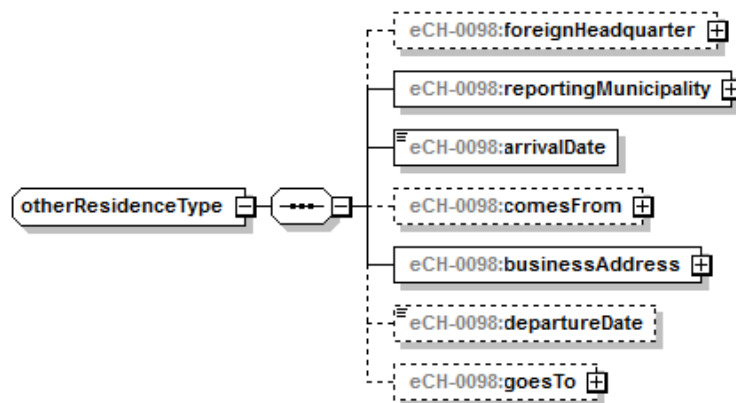 eCH-0098:foreignHeadquarter
eCH-0098:reportingMunicipality
eCH-0098:arrivalDate
otherResidenceType
eCH-0098:comesFrom
eCH-0098:businessAddress
eCH-0098:departureDate
eCH-0098:goesTo